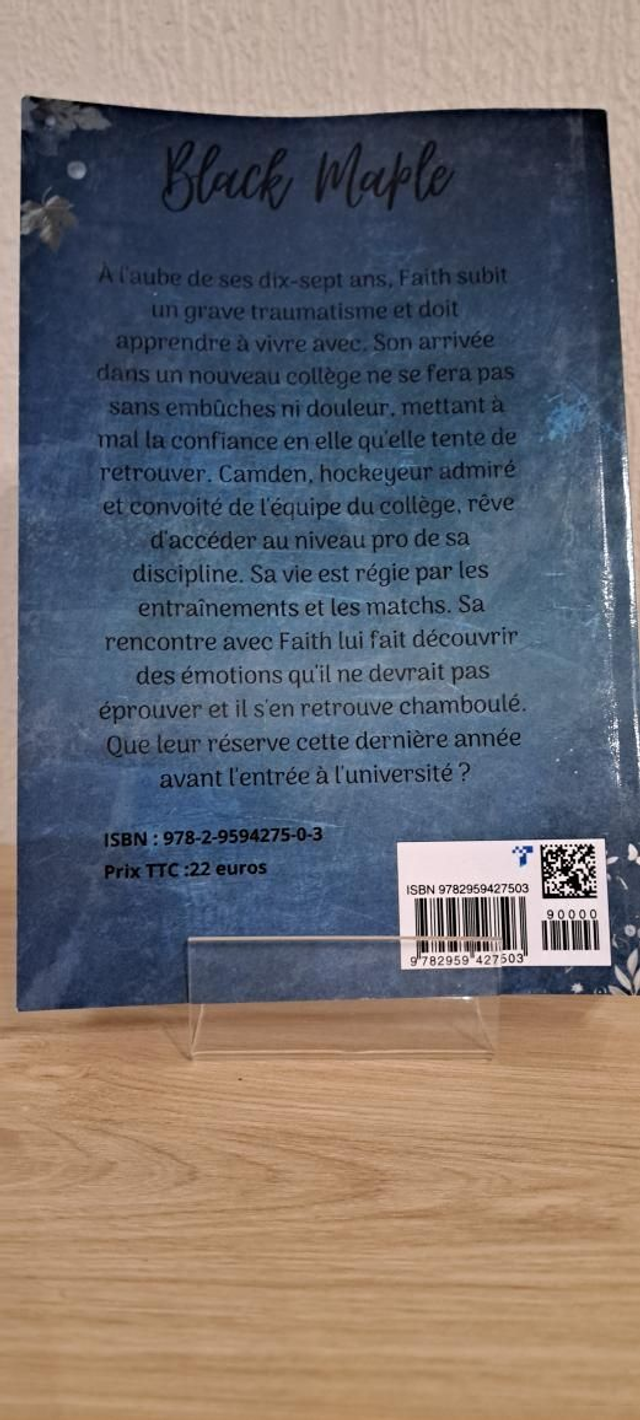 Black Maple
À l'aube de ses dix-sept ans, Faith subit
un grave traumatisme et doit
apprendre à vivre avec. Son arrivée
dans un nouveau collège ne se fera pas
sans embûches ni douleur, mettant à
mal la confiance en elle qu'elle tente de
retrouver. Camden, hockeyeur admiré
et convoité de l'équipe du collège, rêve
d'accéder au niveau pro de sa
discipline. Sa vie est régie par les
entraînements et les matchs. Sa
rencontre avec Faith lui fait découvrir
des émotions qu'il ne devrait pas
éprouver et il s'en retrouve chamboulé.
Que leur réserve cette dernière année
avant l'entrée à l'université ?
ISBN : 978-2-9594275-0-3
Prix TTC :22 euros
ISBN 9782959427503
90000
9 782959 427503